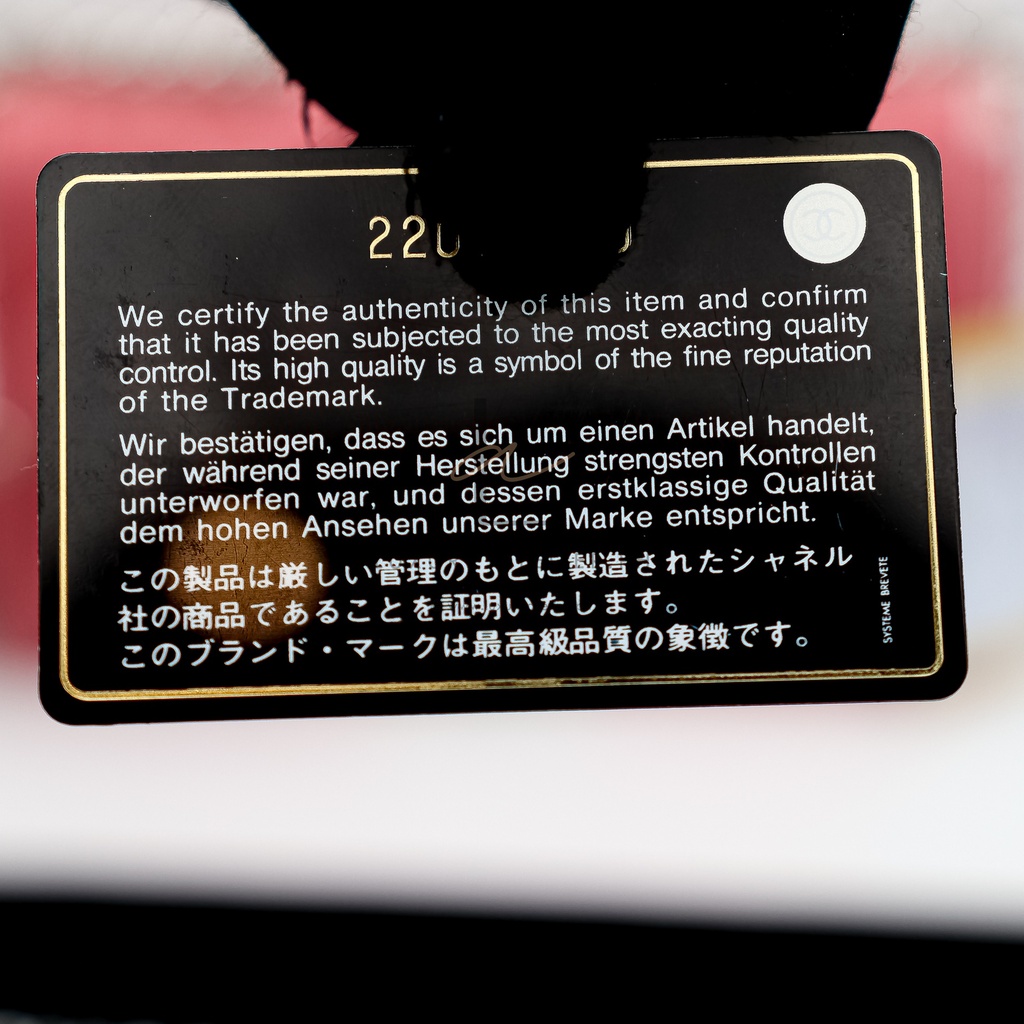 220
We certify the authenticity of this item and confirm
that it has been subjected to the most exacting quality
control. Its high quality is a symbol of the fine reputation
of the Trademark.
Wir bestätigen, dass es sich um einen Artikel handelt,
der während seiner Herstellung strengsten Kontrollen
unterworfen war, und dessen erstklassige Qualität
dem hohen Ansehen unserer Marke entspricht.
この製品は厳しい管理のもとに製造されたシャネル
社の商品であることを証明いたします。
このブランド・マークは最高級品質の象徴です。
SYSTEME BREVETE